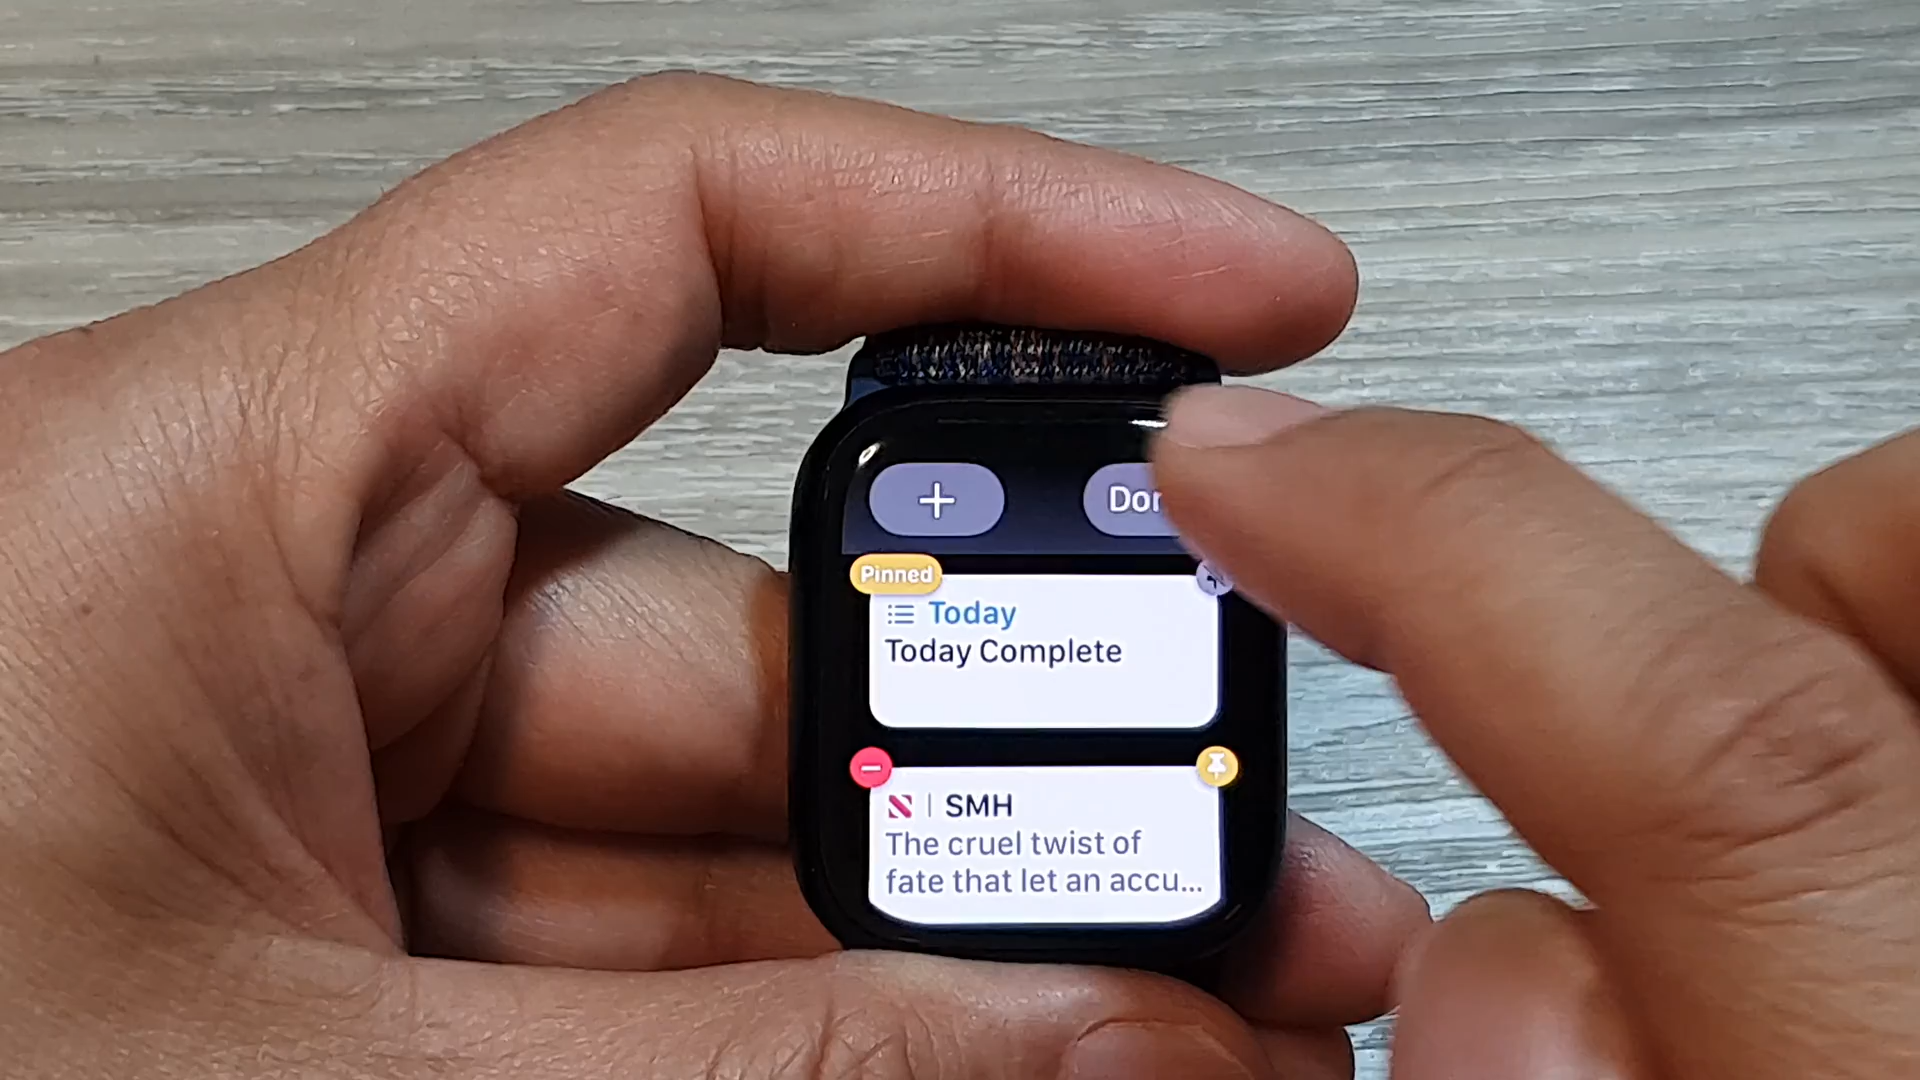 +
Pinned
Today
Today Complete
SMH
The cruel twist of
fate that let an accu...